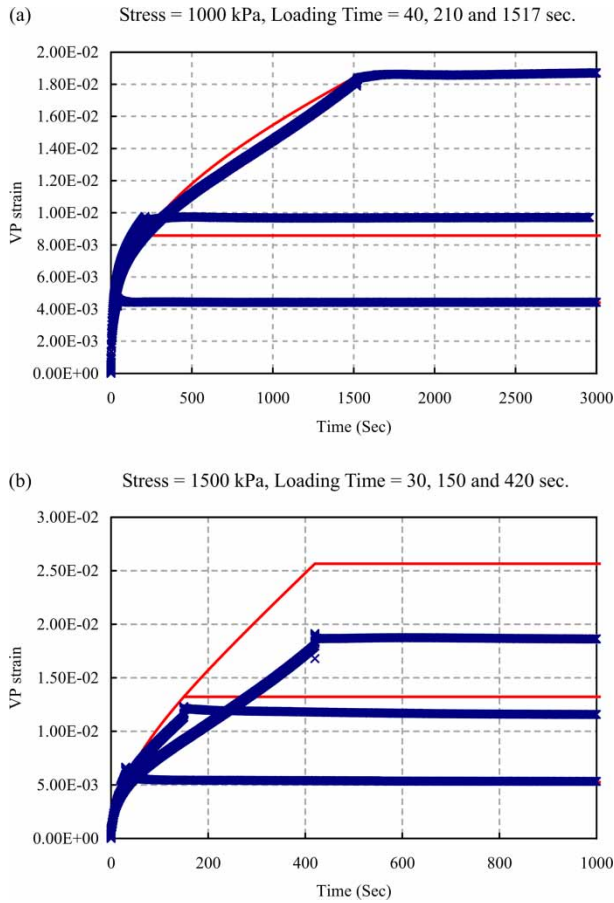 (a) Stress = 1000 kPa, Loading Time = 40, 210 and 1517 sec.
2.00E-02
1.80E-02
1.60E-02
1.40E-02
1.20E-02
1.00E-02
8.00E-03
6.00E-03
4.00E-03
2.00E-03
0.00E+00
VP strain
0 500 1000 1500 2000 2500 3000
Time (Sec)
(b) Stress = 1500 kPa, Loading Time = 30, 150 and 420 sec.
3.00E-02
2.50E-02
2.00E-02
1.50E-02
1.00E-02
5.00E-03
0.00E+00
VP strain
0 200 400 600 800 1000
Time (Sec)